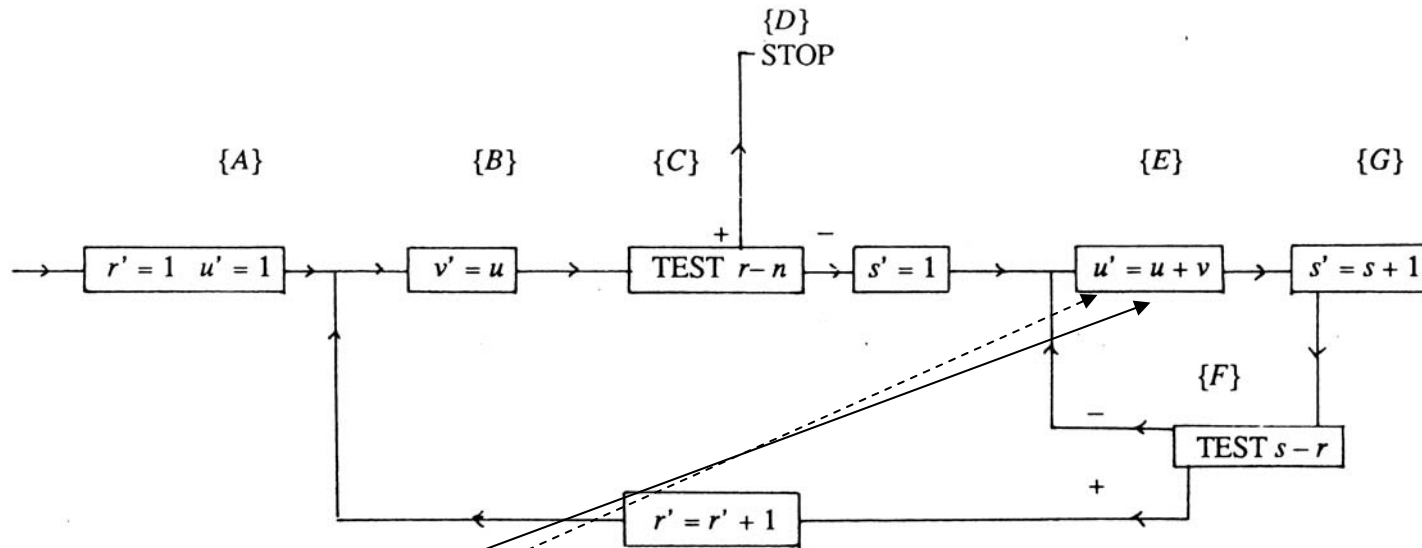 {D}
STOP
{A} {B} {C} {E} {G}
+ −
r' = 1 u' = 1 v' = u TEST r − n s' = 1 u' = u + v s' = s + 1
{F}
−
TEST s − r
+
r' = r' + 1